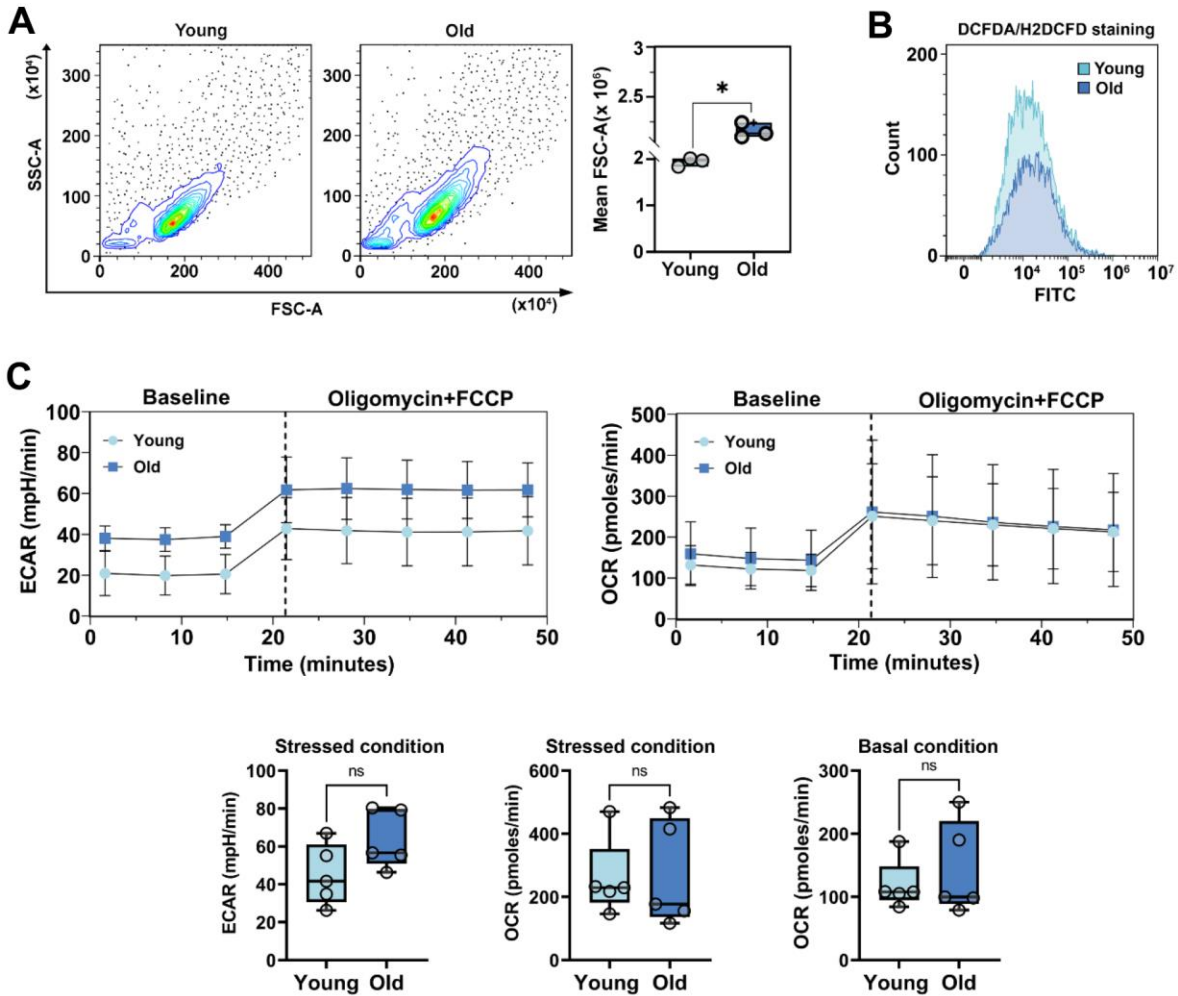 A
Young
Old
(x10⁴)
SSC-A
300
200
100
0
0
200
400
0
200
400
FSC-A
(x10⁴)
Mean FSC-A (x 10⁶)
3
2.5
2
1
0
*
Young
Old
B
DCFDA/H2DCFD staining
Count
200
100
0
Young
Old
0
10⁴
10⁵
10⁶
10⁷
FITC
C
Baseline
Oligomycin+FCCP
ECAR (mpH/min)
100
80
60
40
20
0
Young
Old
0
10
20
30
40
50
Time (minutes)
Baseline
Oligomycin+FCCP
OCR (pmoles/min)
500
400
300
200
100
0
Young
Old
0
10
20
30
40
50
Time (minutes)
Stressed condition
ns
ECAR (mpH/min)
100
80
60
40
20
0
Young
Old
Stressed condition
ns
OCR (pmoles/min)
600
400
200
0
Young
Old
Basal condition
ns
OCR (pmoles/min)
300
200
100
0
Young
Old